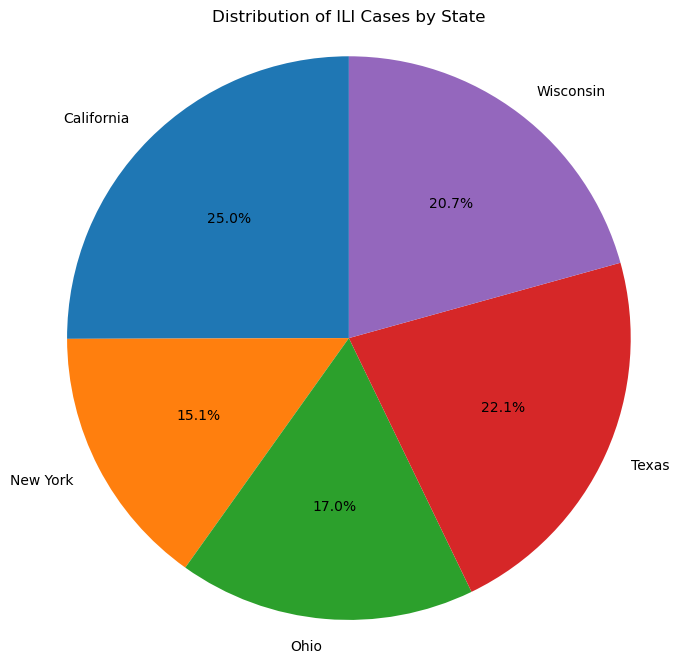 Distribution of ILI Cases by State
Wisconsin
California
20.7%
25.0%
22.1%
15.1%
Texas
New York
17.0%
Ohio